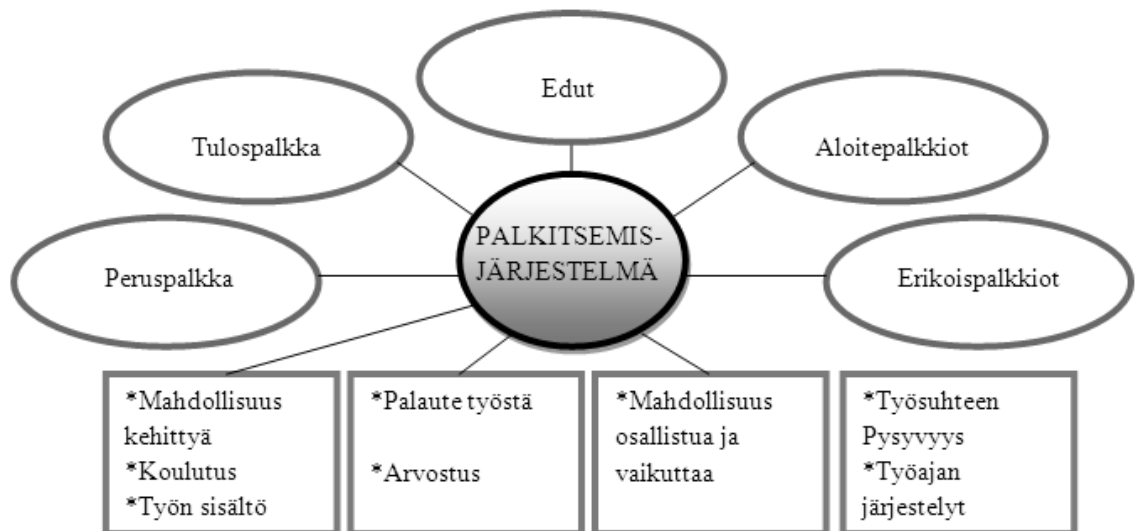 Edut
Tulospalkka
Aloitepalkkiot
PALKITSEMIS-
JÄRJESTELMÄ
Peruspalkka
Erikoispalkkiot
*Mahdollisuus
kehittyä
*Koulutus
*Työn sisältö
*Palaute työstä
*Arvostus
*Mahdollisuus
osallistua ja
vaikuttaa
*Työsuhteen
Pysyvyys
*Työajan
järjestelyt